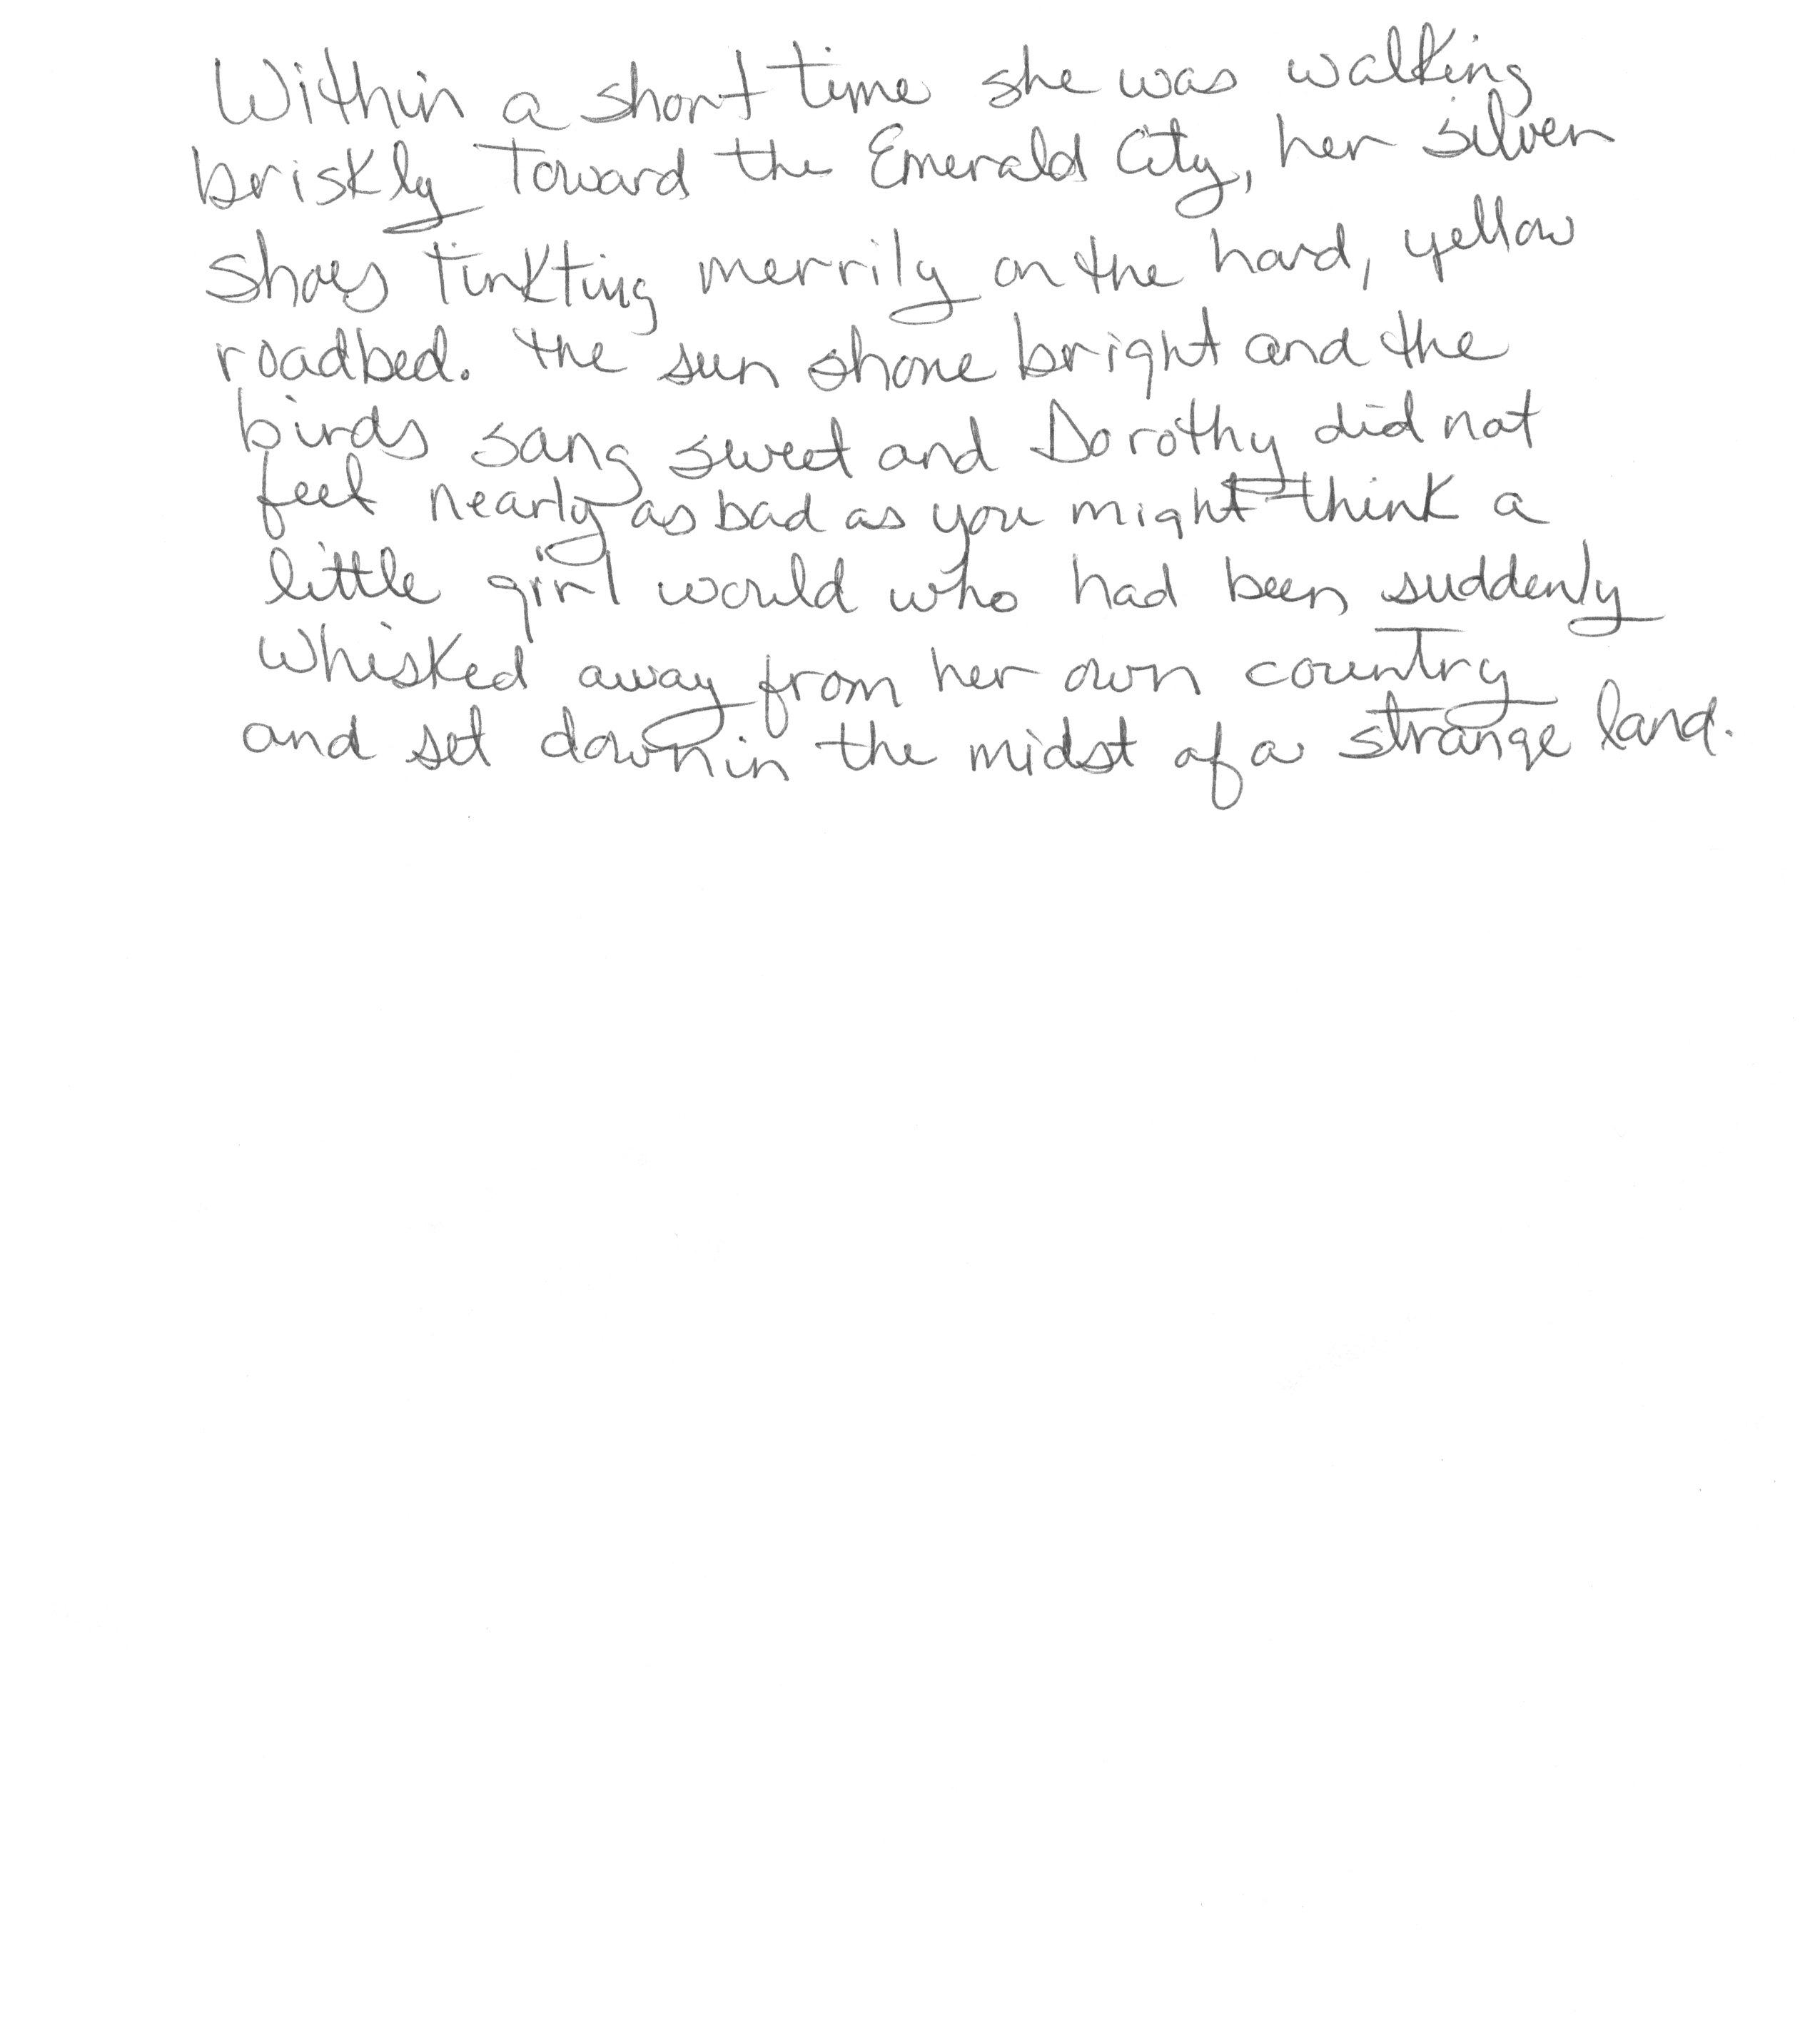 Within a short time she was walking
briskly toward the Emerald City, her silver
shoes tinkting merrily on the hard, yellow
roadbed. the sun shone bright and the
birds sang sweet and Dorothy did not
feel nearly as bad as you might think a
little girl would who had been suddenly
whisked away from her own country
and set down in the midst of a strange land.